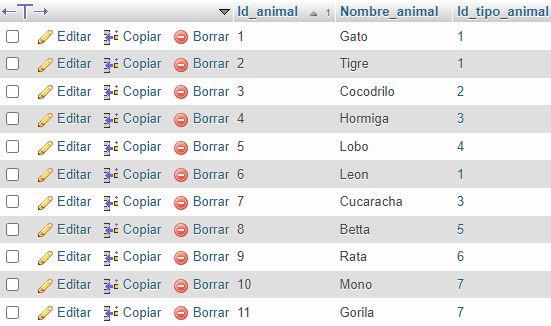 Id_animal 1 Nombre_animal Id_tipo_animal
Editar Copiar Borrar 1 Gato 1
Editar Copiar Borrar 2 Tigre 1
Editar Copiar Borrar 3 Cocodrilo 2
Editar Copiar Borrar 4 Hormiga 3
Editar Copiar Borrar 5 Lobo 4
Editar Copiar Borrar 6 Leon 1
Editar Copiar Borrar 7 Cucaracha 3
Editar Copiar Borrar 8 Betta 5
Editar Copiar Borrar 9 Rata 6
Editar Copiar Borrar 10 Mono 7
Editar Copiar Borrar 11 Gorila 7